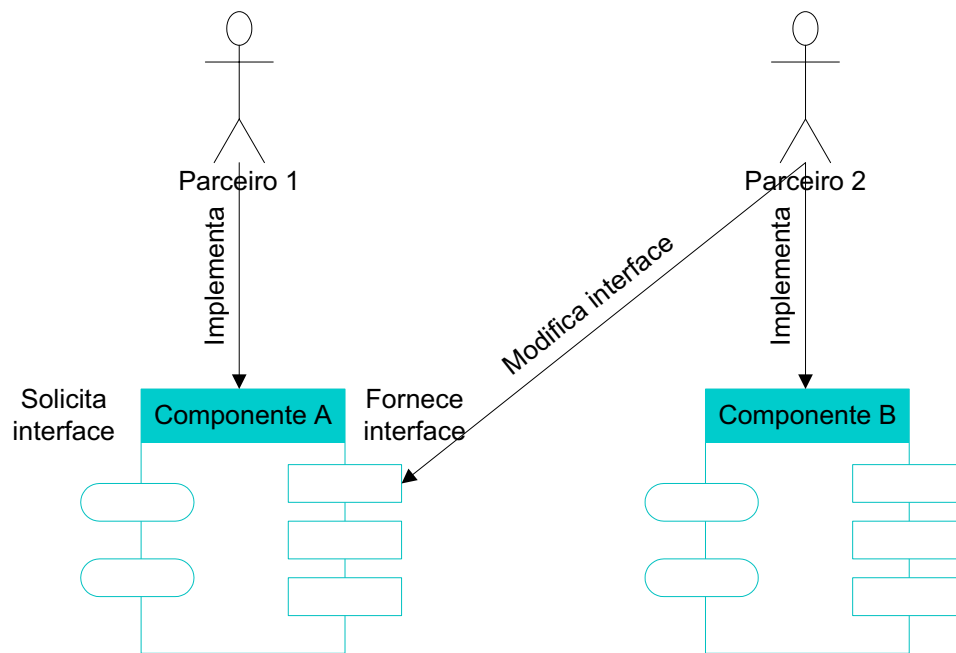 Parceiro 1
Parceiro 2
Implementa
Modifica interface
Implementa
Solicita
interface
Componente A
Fornece
interface
Componente B